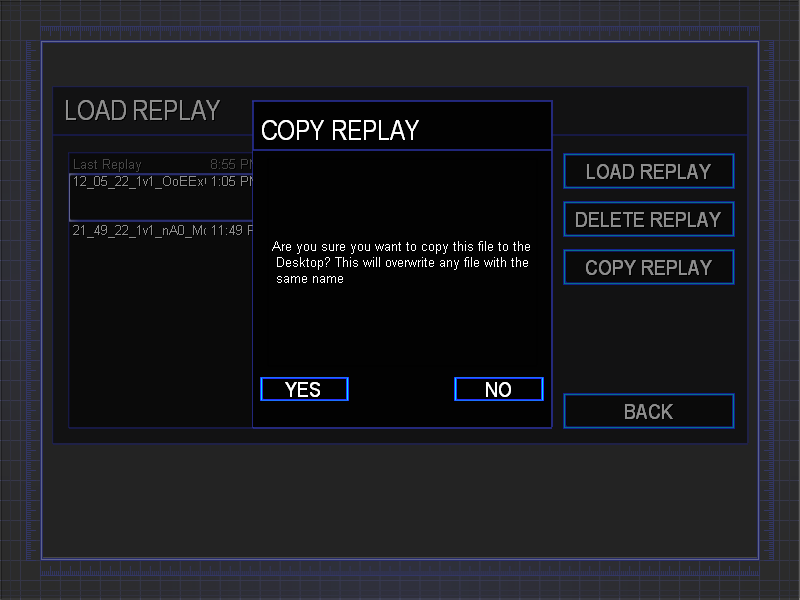 LOAD REPLAY
COPY REPLAY
Last Replay 8:55 PM
12_05_22_1v1_OoEEx 1:05 PM
21_49_22_1v1_nA0_M 11:49
Are you sure you want to copy this file to the
Desktop? This will overwrite any file with the
same name
YES
NO
LOAD REPLAY
DELETE REPLAY
COPY REPLAY
BACK